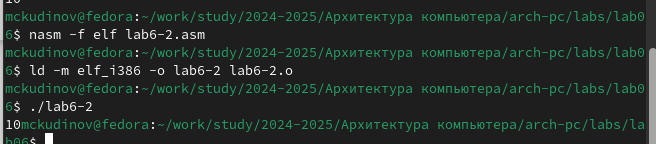 mckudinov@fedora:~/work/study/2024-2025/Архитектура компьютера/arch-pc/labs/lab0
6$ nasm -f elf lab6-2.asm
mckudinov@fedora:~/work/study/2024-2025/Архитектура компьютера/arch-pc/labs/lab0
6$ ld -m elf_i386 -o lab6-2 lab6-2.o
mckudinov@fedora:~/work/study/2024-2025/Архитектура компьютера/arch-pc/labs/lab0
6$ ./lab6-2
10mckudinov@fedora:~/work/study/2024-2025/Архитектура компьютера/arch-pc/labs/la
b06$